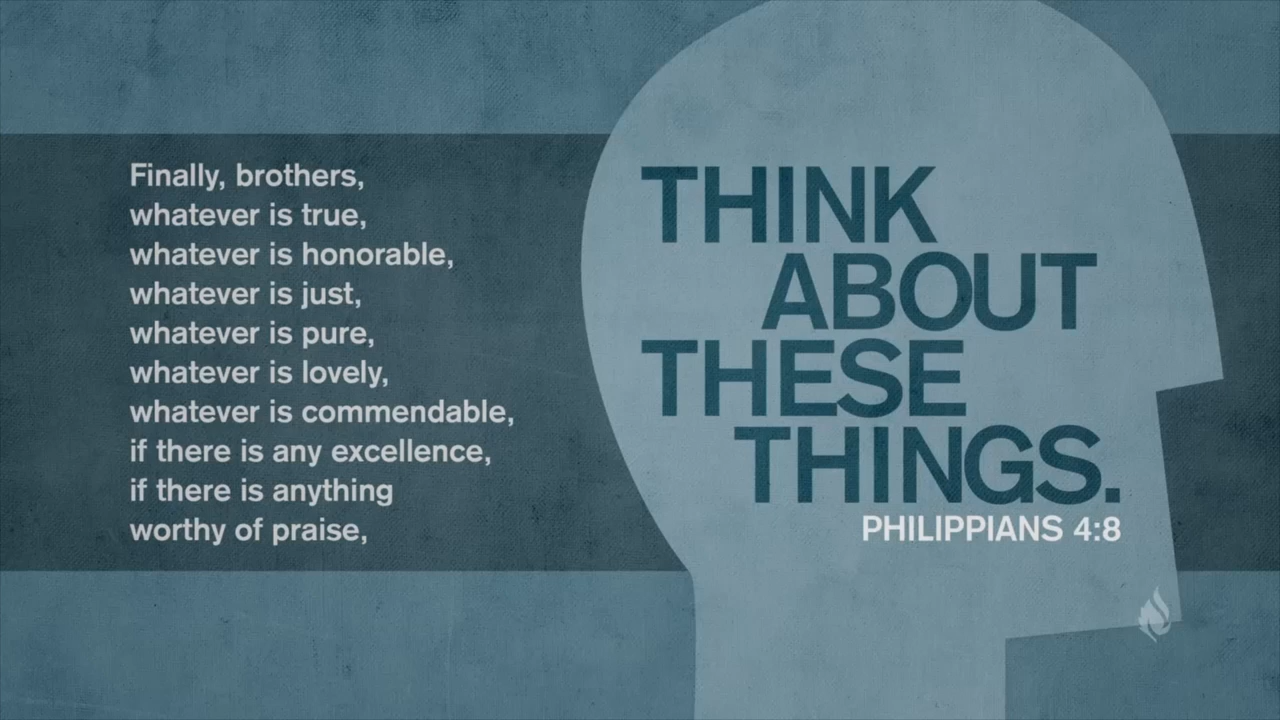 Finally, brothers,
whatever is true,
whatever is honorable,
whatever is just,
whatever is pure,
whatever is lovely,
whatever is commendable,
if there is any excellence,
if there is anything
worthy of praise,
THINK
ABOUT
THESE
THINGS.
PHILIPPIANS 4:8